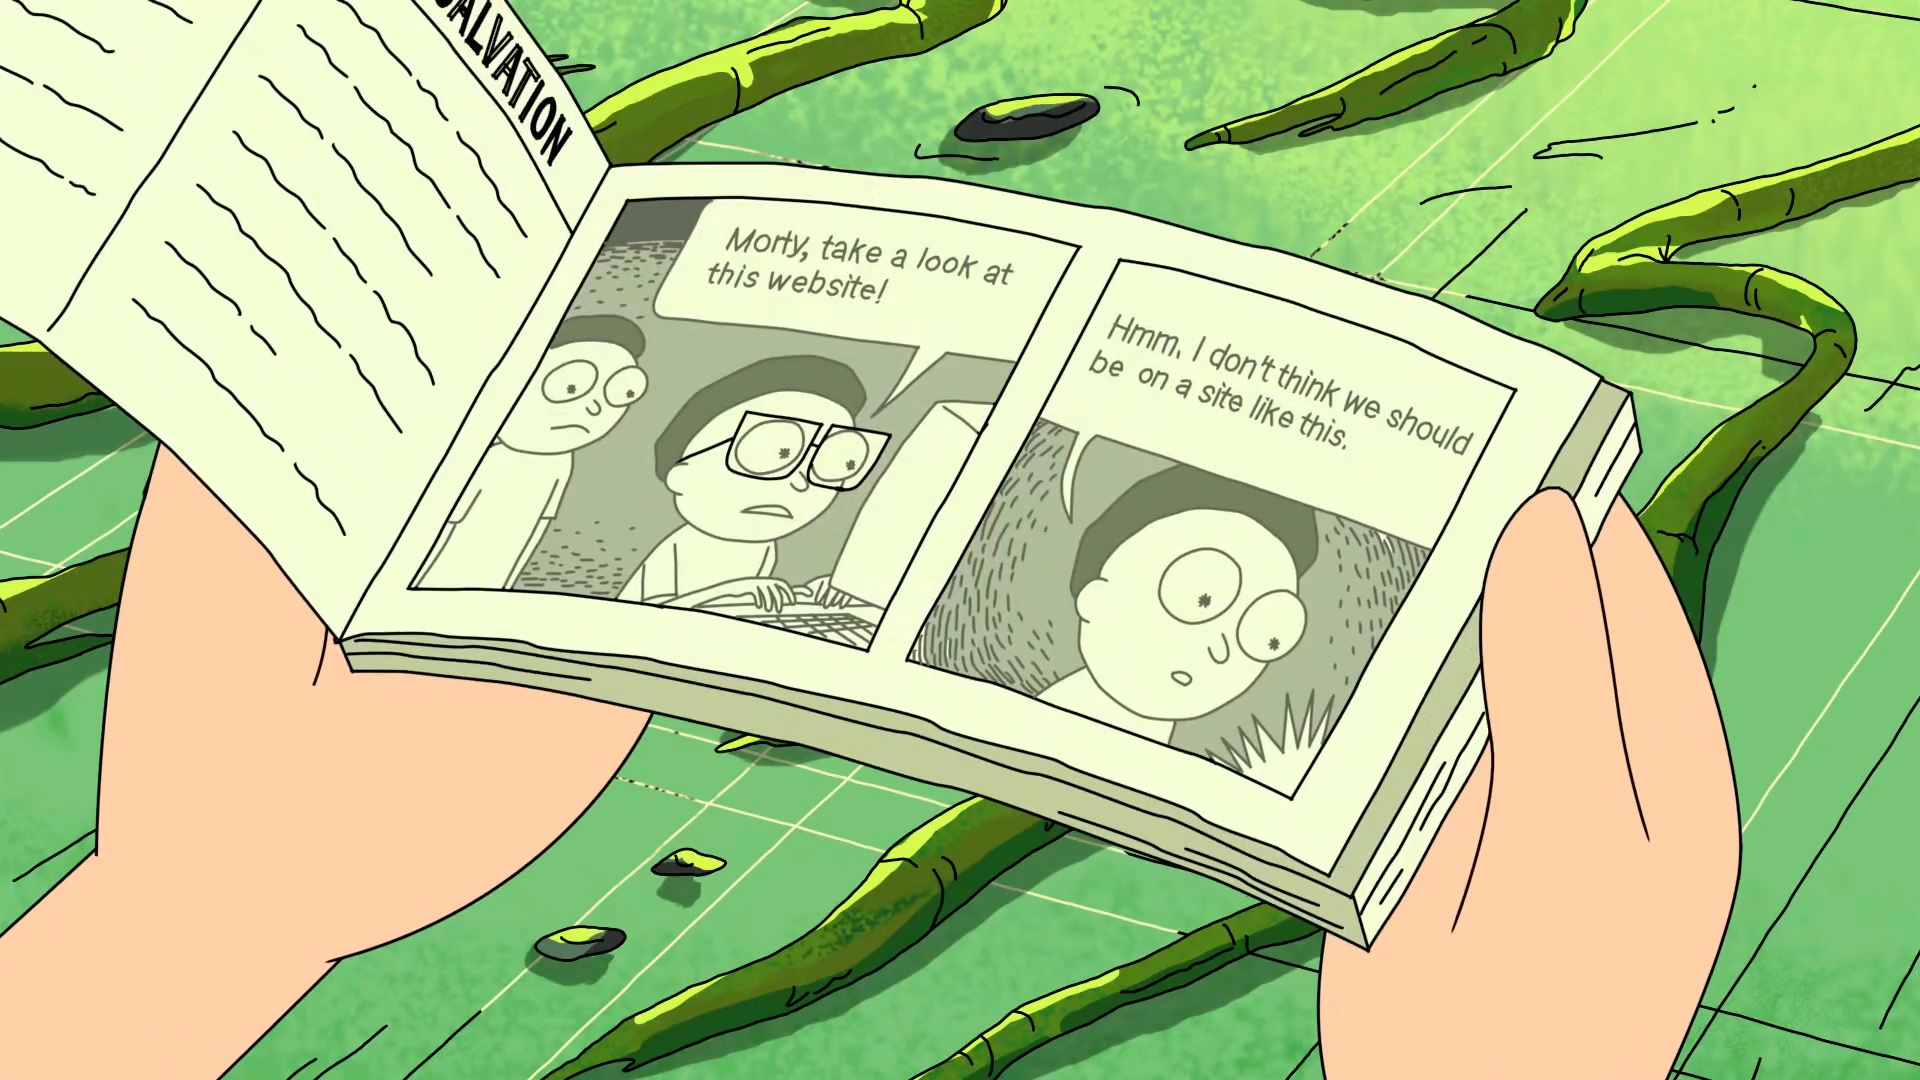 SALVATION
Morty, take a look at
this website!
Hmm. I don't think we should
be on a site like this.